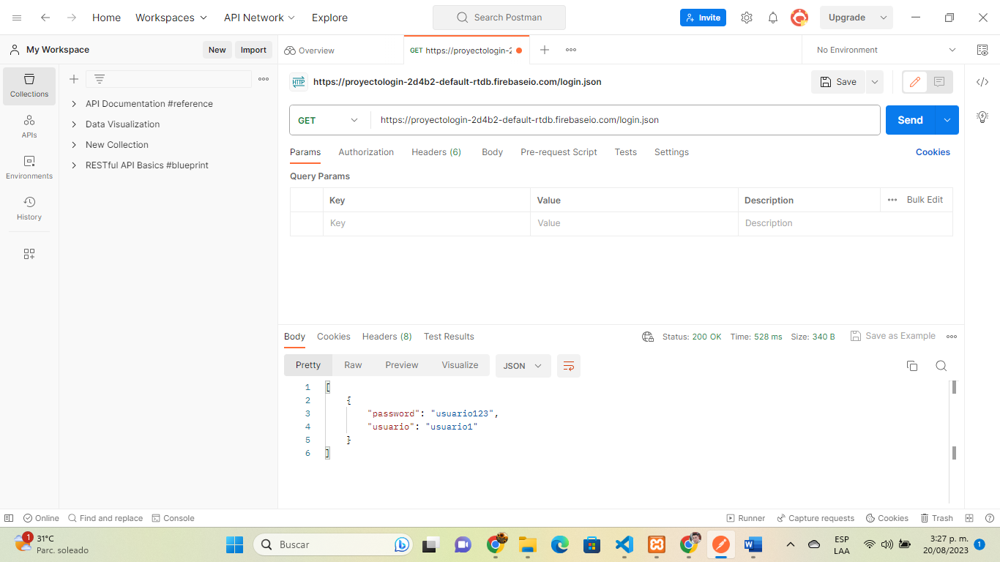 Home
Workspaces
API Network
Explore
Search Postman
Invite
Upgrade
My Workspace
New
Import
Overview
GET https://proyectologin-2
No Environment
Collections
APIs
Environments
History
API Documentation #reference
Data Visualization
New Collection
RESTful API Basics #blueprint
HTTP https://proyectologin-2d4b2-default-rtdb.firebaseio.com/login.json
Save
GET https://proyectologin-2d4b2-default-rtdb.firebaseio.com/login.json
Send
Params
Authorization
Headers (6)
Body
Pre-request Script
Tests
Settings
Cookies
Query Params
Key
Value
Description
Bulk Edit
Key
Value
Description
Body
Cookies
Headers (8)
Test Results
Status: 200 OK
Time: 528 ms
Size: 340 B
Save as Example
Pretty
Raw
Preview
Visualize
JSON
1 [
2 {
3 "password": "usuario123",
4 "usuario": "usuario1"
5 }
6 ]
Online
Find and replace
Console
Runner
Capture requests
Cookies
Trash
1
31°C
Parc. soleado
Buscar
ESP
LAA
3:27 p. m.
20/08/2023
1